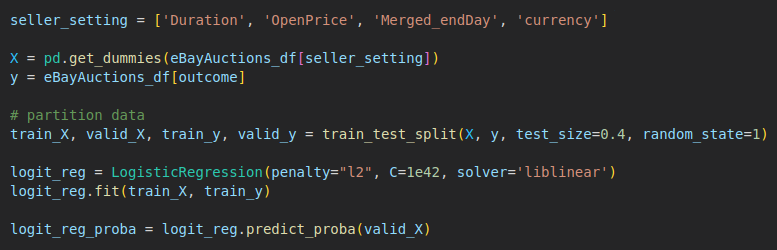 seller_setting = ['Duration', 'OpenPrice', 'Merged_endDay', 'currency']
X = pd.get_dummies(eBayAuctions_df[seller_setting])
y = eBayAuctions_df[outcome]
# partition data
train_X, valid_X, train_y, valid_y = train_test_split(X, y, test_size=0.4, random_state=1)
logit_reg = LogisticRegression(penalty="l2", C=1e42, solver='liblinear')
logit_reg.fit(train_X, train_y)
logit_reg_proba = logit_reg.predict_proba(valid_X)